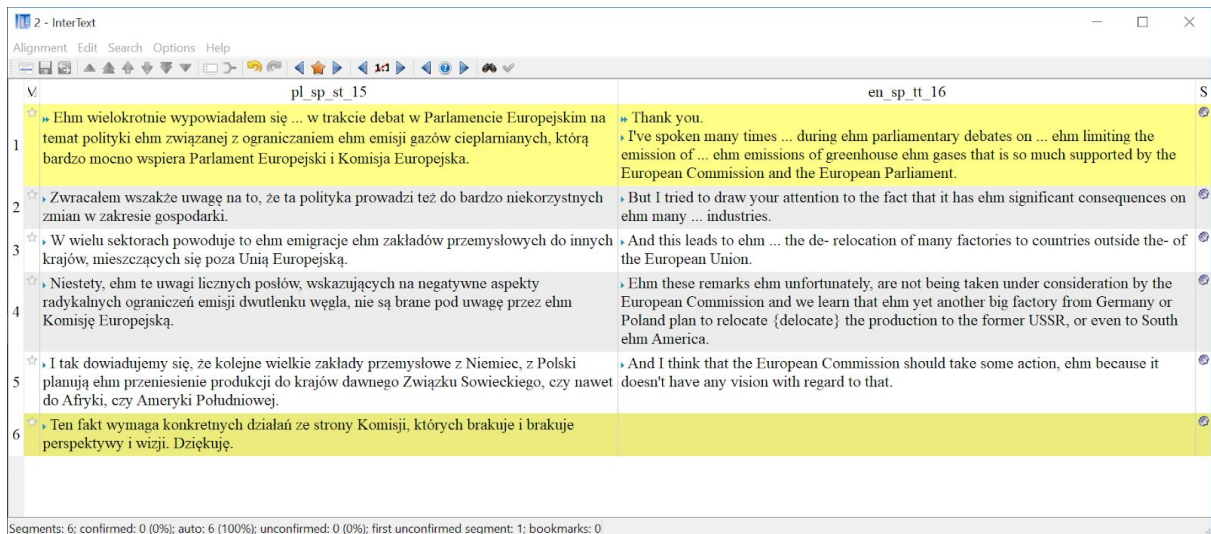 2 - InterText
Alignment Edit Search Options Help
1:1
V. pl_sp_st_15 en_sp_tt_16 S
1
Ehm wielokrotnie wypowiadałem się ... w trakcie debat w Parlamencie Europejskim na
temat polityki ehm związanej z ograniczaniem ehm emisji gazów cieplarnianych, którą
bardzo mocno wspiera Parlament Europejski i Komisja Europejska.
Thank you.
I've spoken many times ... during ehm parliamentary debates on ... ehm limiting the
emission of ... ehm emissions of greenhouse ehm gases that is so much supported by the
European Commission and the European Parliament.
2
Zwracałem wszakże uwagę na to, że ta polityka prowadzi też do bardzo niekorzystnych
zmian w zakresie gospodarki.
But I tried to draw your attention to the fact that it has ehm significant consequences on
ehm many ... industries.
3
W wielu sektorach powoduje to ehm emigracje ehm zakładów przemysłowych do innych
krajów, mieszczących się poza Unią Europejską.
And this leads to ehm ... the de- relocation of many factories to countries outside the- of
the European Union.
4
Niestety, ehm te uwagi licznych posłów, wskazujących na negatywne aspekty
radykalnych ograniczeń emisji dwutlenku węgla, nie są brane pod uwagę przez ehm
Komisję Europejską.
Ehm these remarks ehm unfortunately, are not being taken under consideration by the
European Commission and we learn that ehm yet another big factory from Germany or
Poland plan to relocate {delocate} the production to the former USSR, or even to South
ehm America.
5
I tak dowiadujemy się, że kolejne wielkie zakłady przemysłowe z Niemiec, z Polski
planują ehm przeniesienie produkcji do krajów dawnego Związku Sowieckiego, czy nawet
do Afryki, czy Ameryki Południowej.
And I think that the European Commission should take some action, ehm because it
doesn't have any vision with regard to that.
6
Ten fakt wymaga konkretnych działań ze strony Komisji, których brakuje i brakuje
perspektywy i wizji. Dziękuję.
Segments: 6; confirmed: 0 (0%); auto: 6 (100%); unconfirmed: 0 (0%); first unconfirmed segment: 1; bookmarks: 0